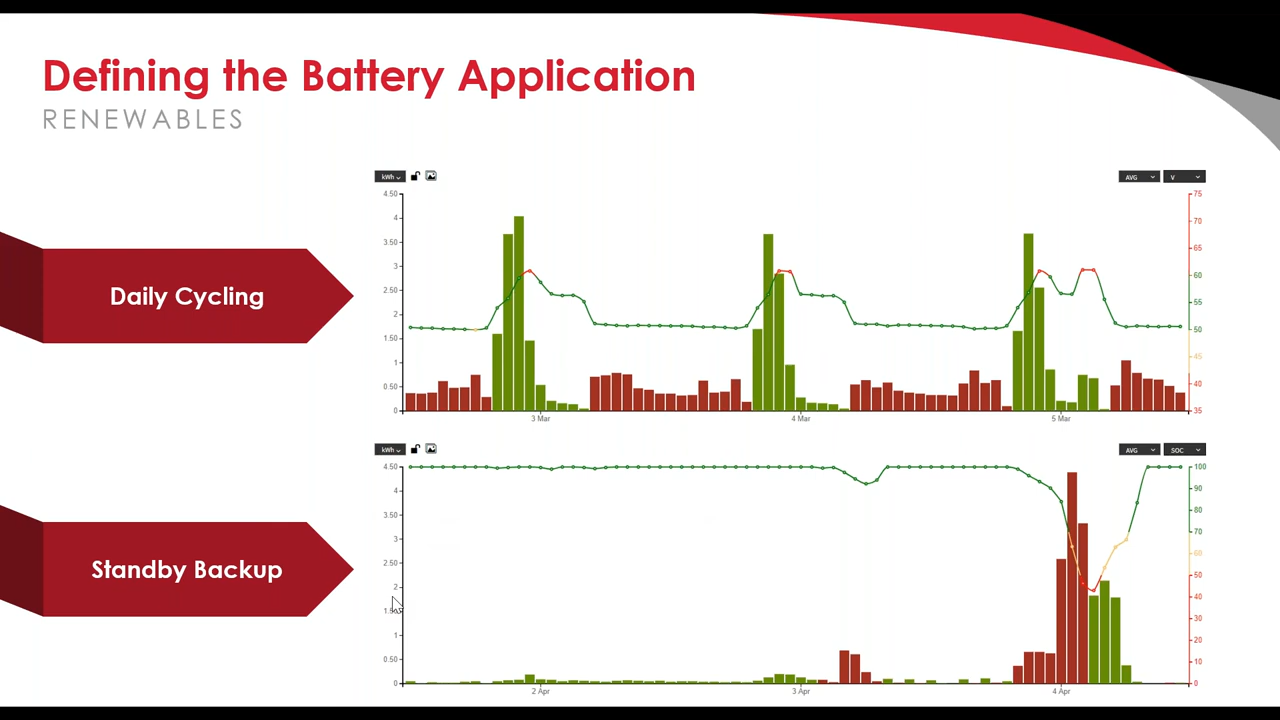 Defining the Battery Application
RENEWABLES
Daily Cycling
kWh
AVG
V
4.50
4
3.50
3
2.50
2
1.50
1
0.50
0
75
70
65
60
55
50
45
40
35
3 Mar
4 Mar
5 Mar
Standby Backup
kWh
AVG
SOC
4.50
4
3.50
3
2.50
2
1.50
1
0.50
0
100
90
80
70
60
50
40
30
20
10
0
2 Apr
3 Apr
4 Apr